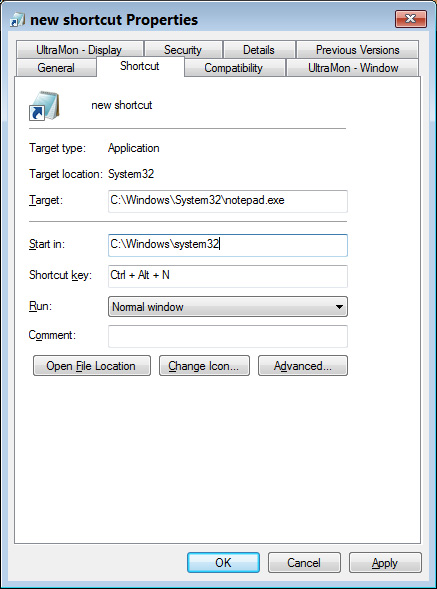 new shortcut Properties
UltraMon - Display Security Details Previous Versions
General Shortcut Compatibility UltraMon - Window
new shortcut
Target type: Application
Target location: System32
Target: C:\Windows\System32\notepad.exe
Start in: C:\Windows\system32
Shortcut key: Ctrl + Alt + N
Run: Normal window
Comment:
Open File Location Change Icon... Advanced...
OK Cancel Apply